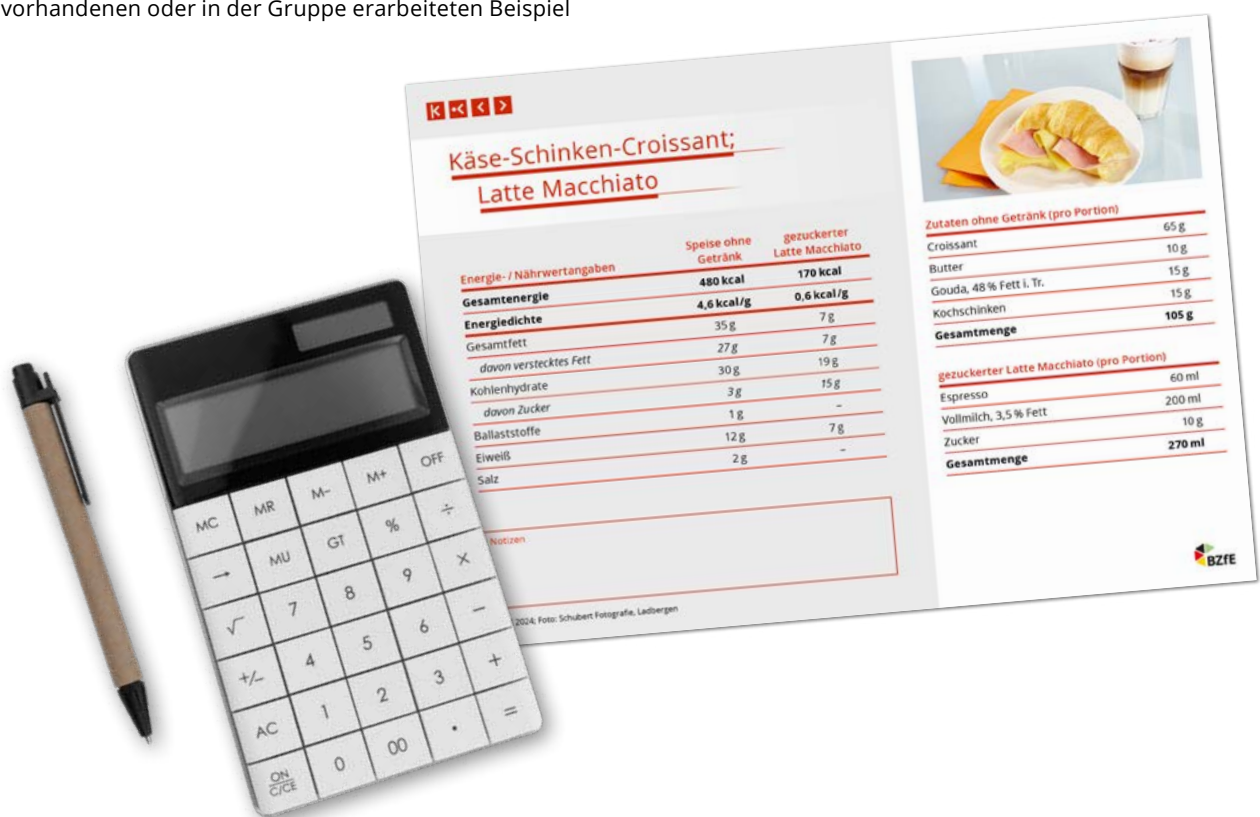 vorhandenen oder in der Gruppe erarbeiteten Beispiel
Käse-Schinken-Croissant;
Latte Macchiato
Energie- / Nährwertangaben Speise ohne Getränk gezuckerter Latte Macchiato
Gesamtenergie 480 kcal 170 kcal
Energiedichte 4,6 kcal/g 0,6 kcal/g
Gesamtfett 35 g 7 g
davon verstecktes Fett 27 g 7 g
Kohlenhydrate 30 g 19 g
davon Zucker 3 g 15 g
Ballaststoffe 1 g –
Eiweiß 12 g 7 g
Salz 2 g –
Notizen
2024; Foto: Schubert Fotografie, Ladbergen
Zutaten ohne Getränk (pro Portion)
Croissant 65 g
Butter 10 g
Gouda, 48 % Fett i. Tr. 15 g
Kochschinken 15 g
Gesamtmenge 105 g
gezuckerter Latte Macchiato (pro Portion)
Espresso 60 ml
Vollmilch, 3,5 % Fett 200 ml
Zucker 10 g
Gesamtmenge 270 ml
BZfE
MC MR M– M+ OFF
→ MU GT % ÷
√ 7 8 9 ×
+/– 4 5 6 –
AC 1 2 3 +
ON C/CE 0 00 . =